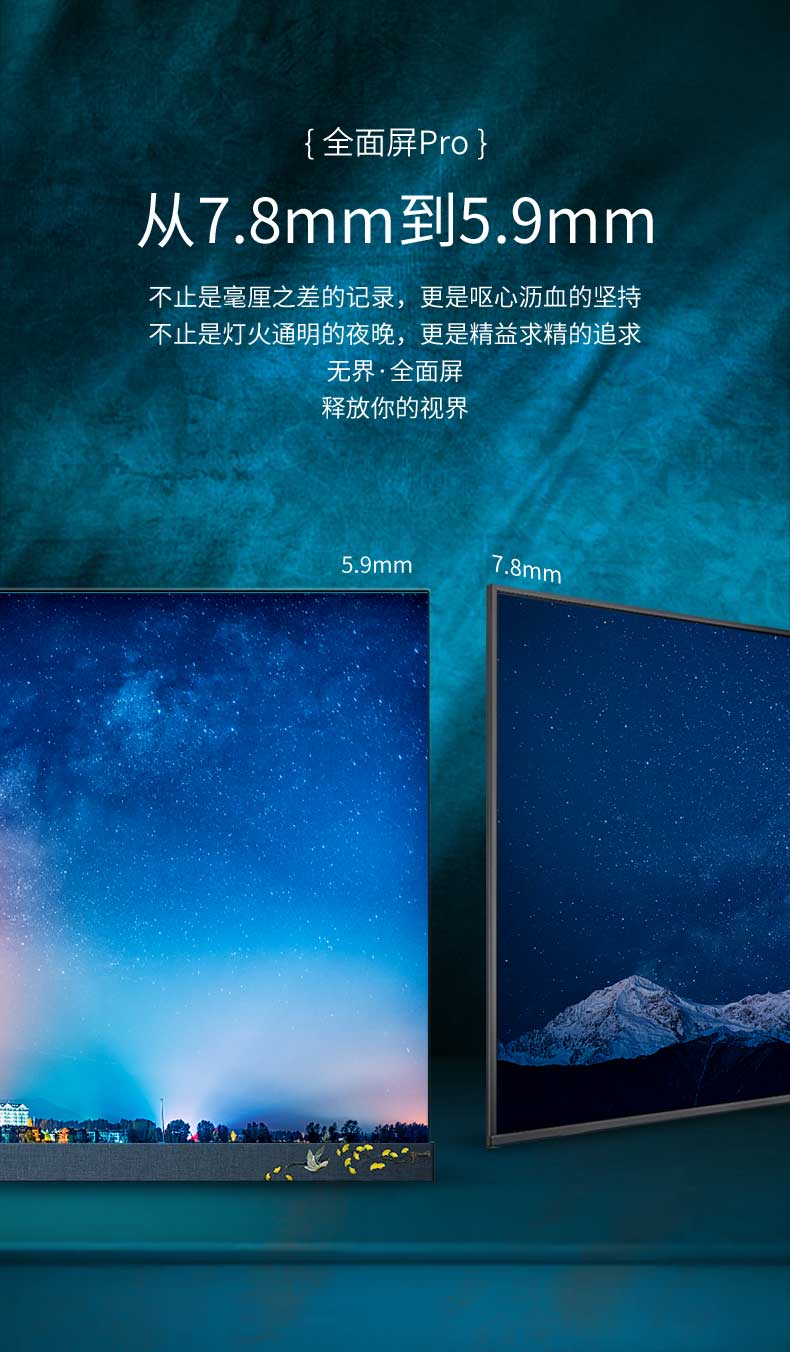 { 全面屏Pro }
从7.8mm到5.9mm
不止是毫厘之差的记录，更是呕心沥血的坚持
不止是灯火通明的夜晚，更是精益求精的追求
无界·全面屏
释放你的视界
5.9mm
7.8mm